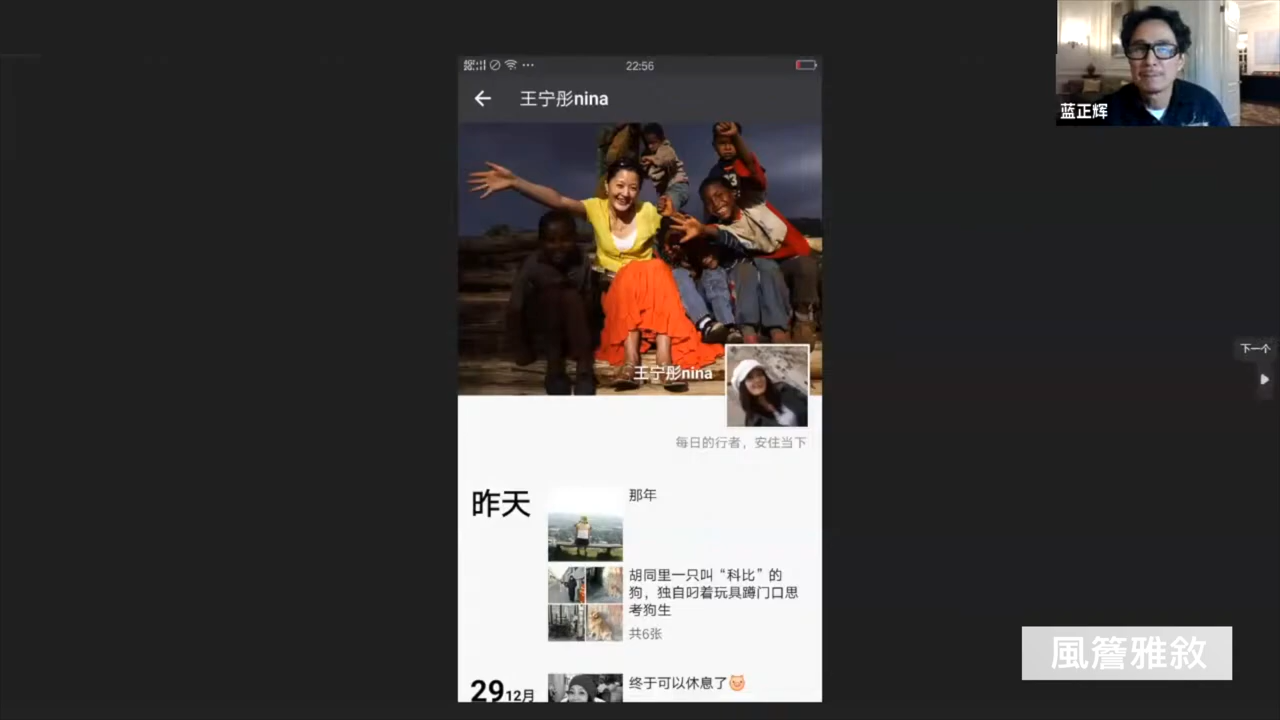 22:56
王宁彤nina
蓝正辉
王宁彤nina
每日的行者，安住当下
下一个
昨天
那年
胡同里一只叫“科比”的
狗，独自叼着玩具蹲门口思
考狗生
共6张
29 12月
终于可以休息了
風簷雅敘